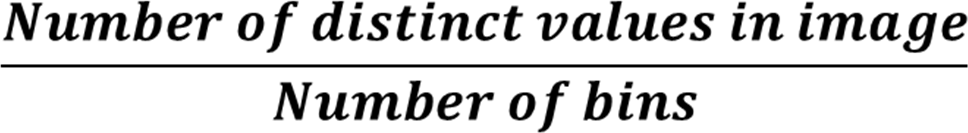 Number of distinct values in image
Number of bins